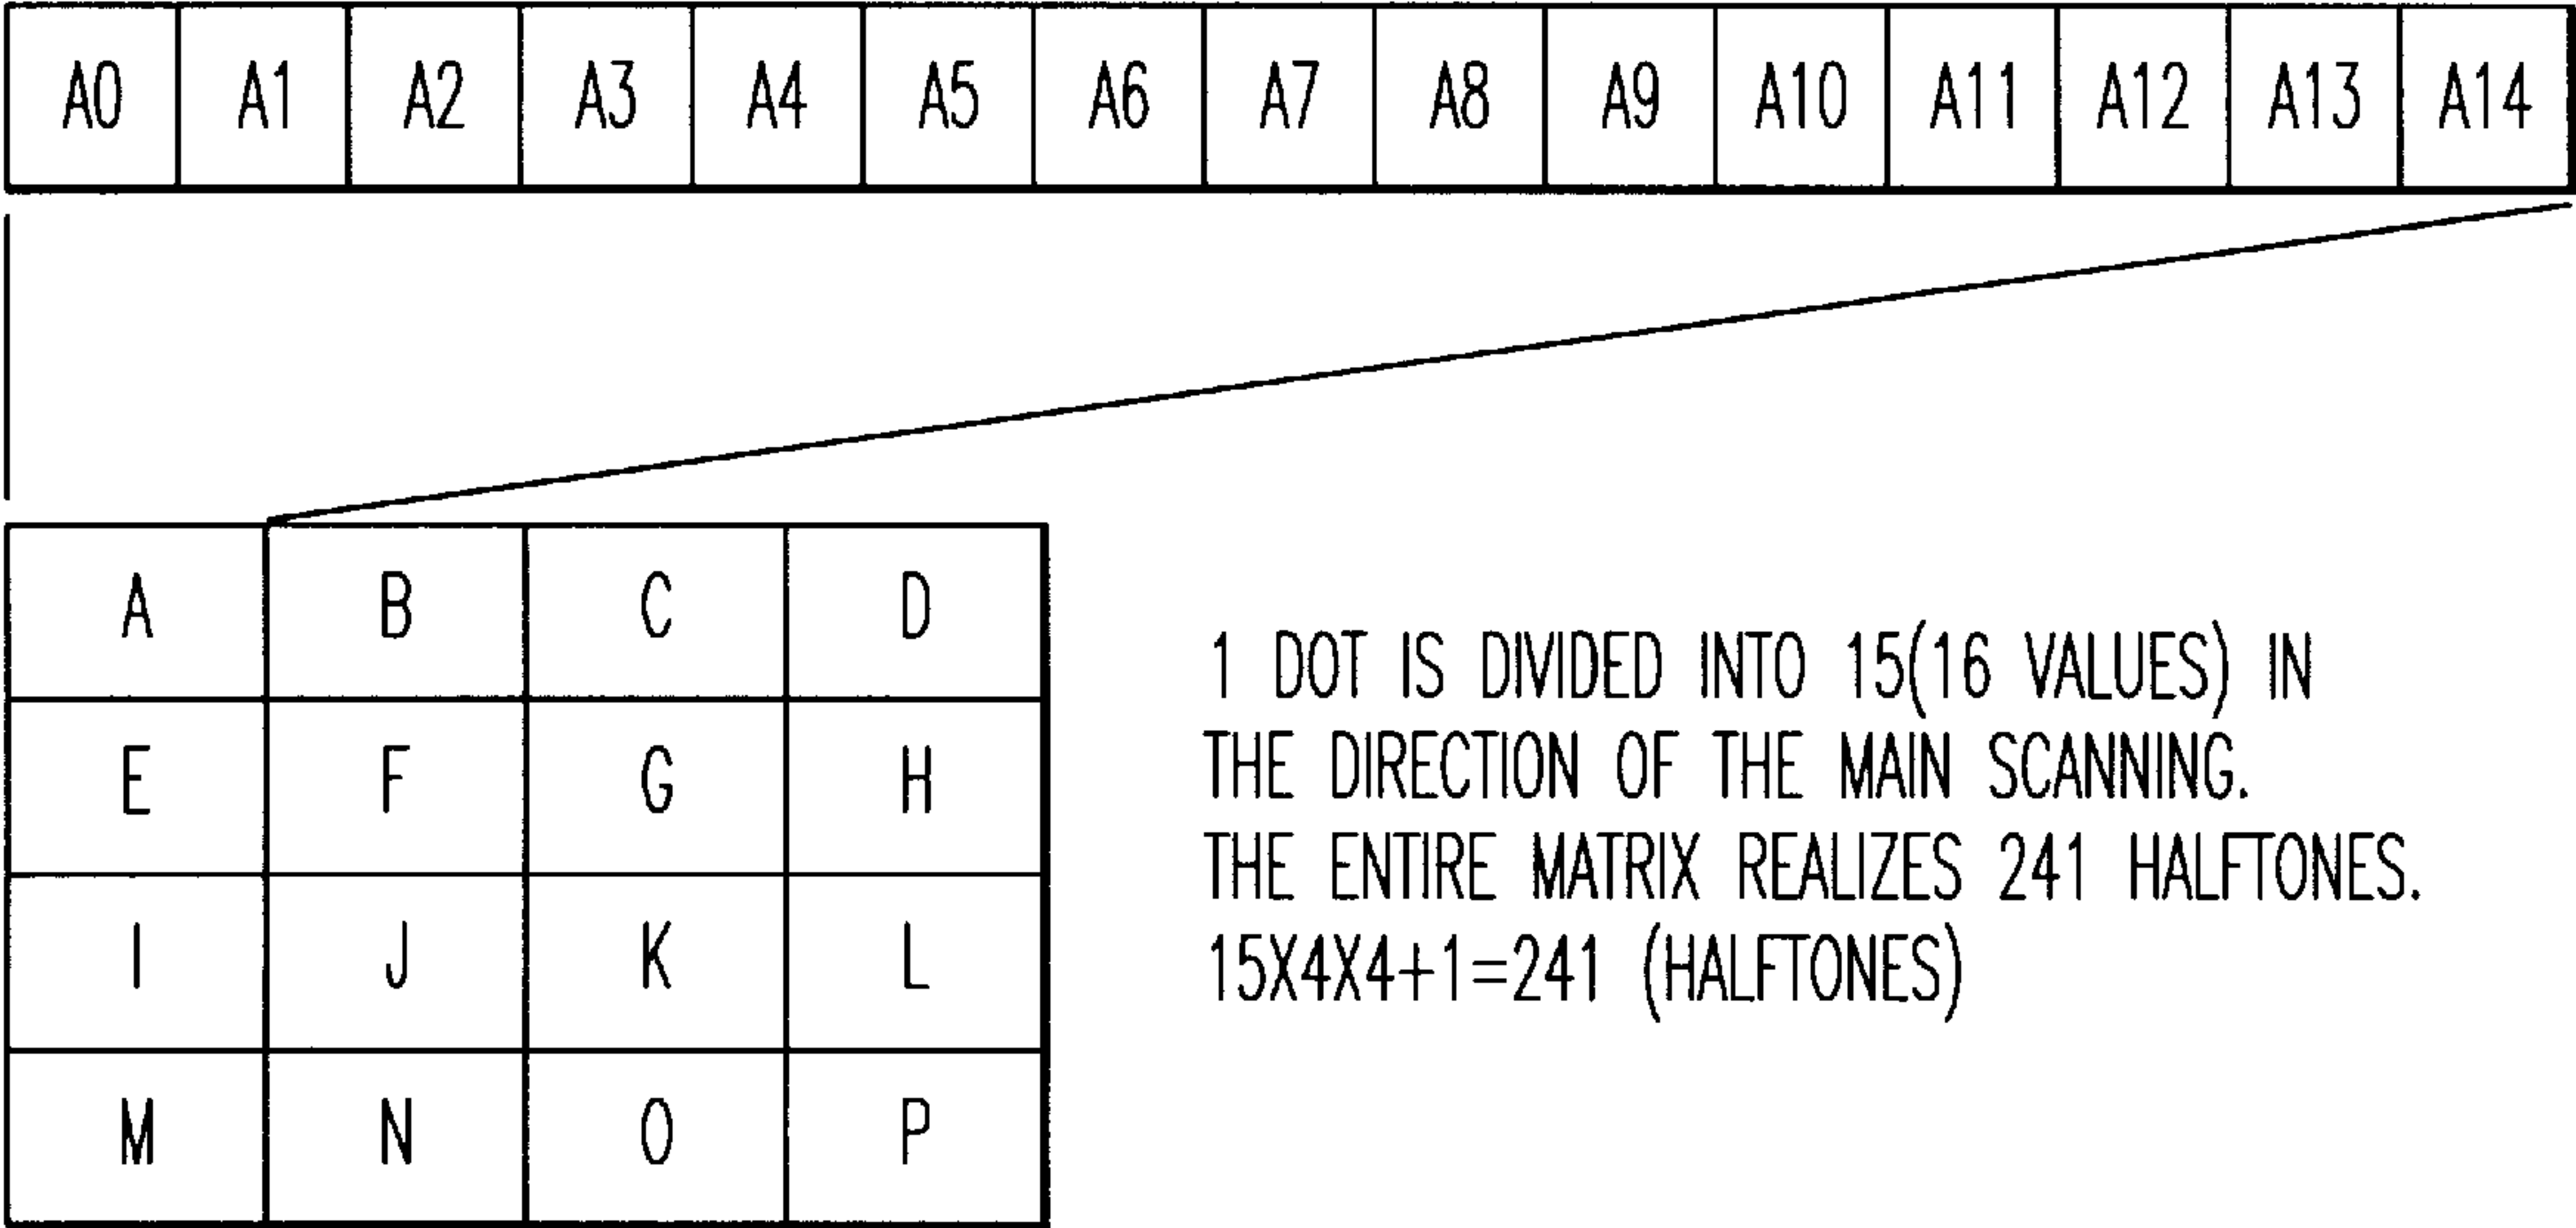 A0 A1 A2 A3 A4 A5 A6 A7 A8 A9 A10 A11 A12 A13 A14
A B C D
E F G H
I J K L
M N O P
1 DOT IS DIVIDED INTO 15(16 VALUES) IN
THE DIRECTION OF THE MAIN SCANNING.
THE ENTIRE MATRIX REALIZES 241 HALFTONES.
15X4X4+1=241 (HALFTONES)